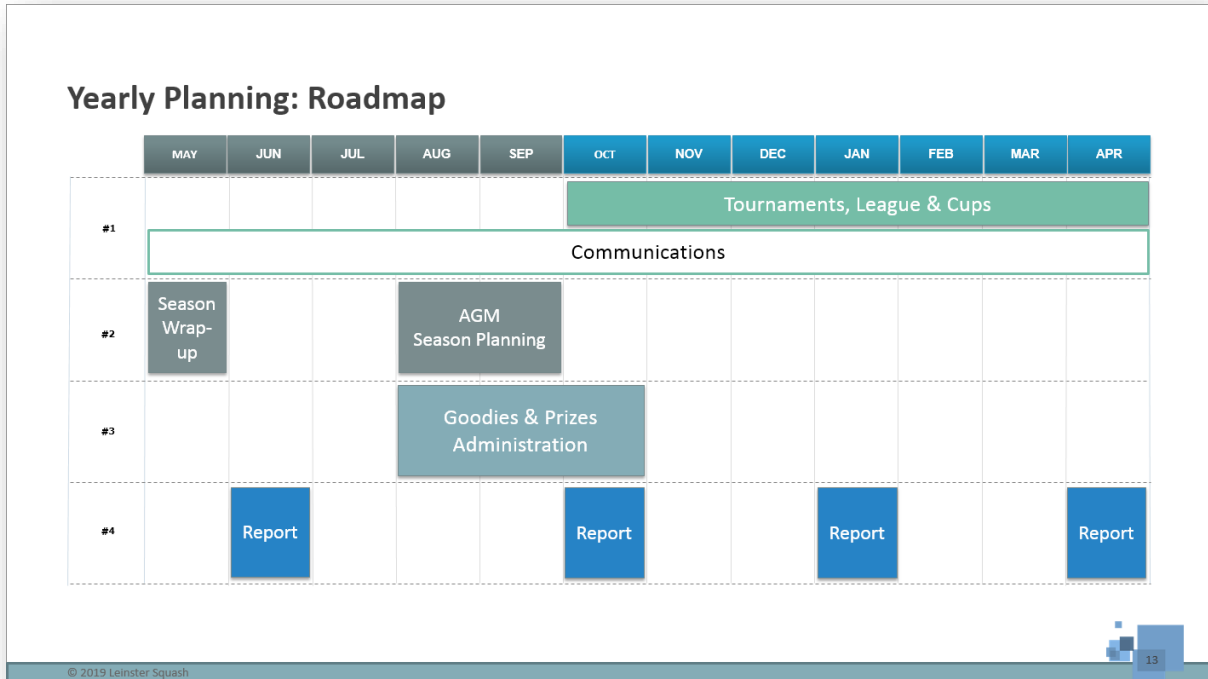 Yearly Planning: Roadmap
MAY JUN JUL AUG SEP OCT NOV DEC JAN FEB MAR APR
#1
Tournaments, League & Cups
Communications
#2
Season
Wrap-
up
AGM
Season Planning
#3
Goodies & Prizes
Administration
#4
Report Report Report Report
13
© 2019 Leinster Squash